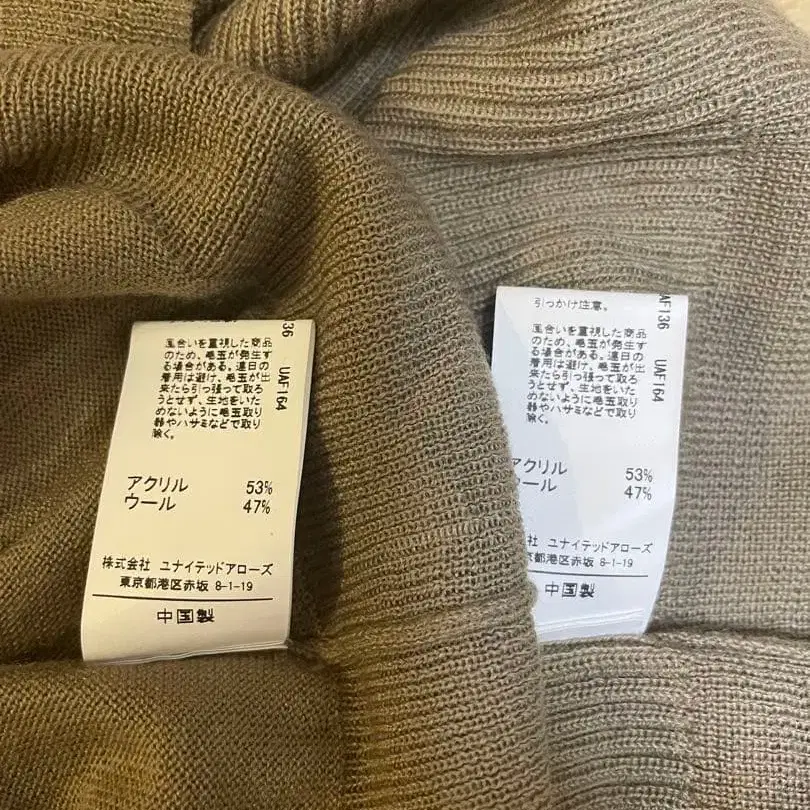 36 UAF164
風合いを重視した商品
のため、毛玉が発生す
る場合がある。連日の
着用は避け、毛玉が出
来たら引っ張って取ろ
うとせず、生地をいた
めないように毛玉取り
器やハサミなどで取り
除く。
アクリル 53%
ウール 47%
株式会社 ユナイテッドアローズ
東京都港区赤坂 8-1-19
中国製
引っかけ注意。
AF136 UAF164
風合いを重視した商品
のため、毛玉が発生す
る場合がある。連日の
着用は避け、毛玉が出
来たら引っ張って取ろ
うとせず、生地をいた
めないように毛玉取り
器やハサミなどで取り
除く。
アクリル 53%
ール 47%
社 ユナイテッドアローズ
都港区赤坂 8-1-19
中国製